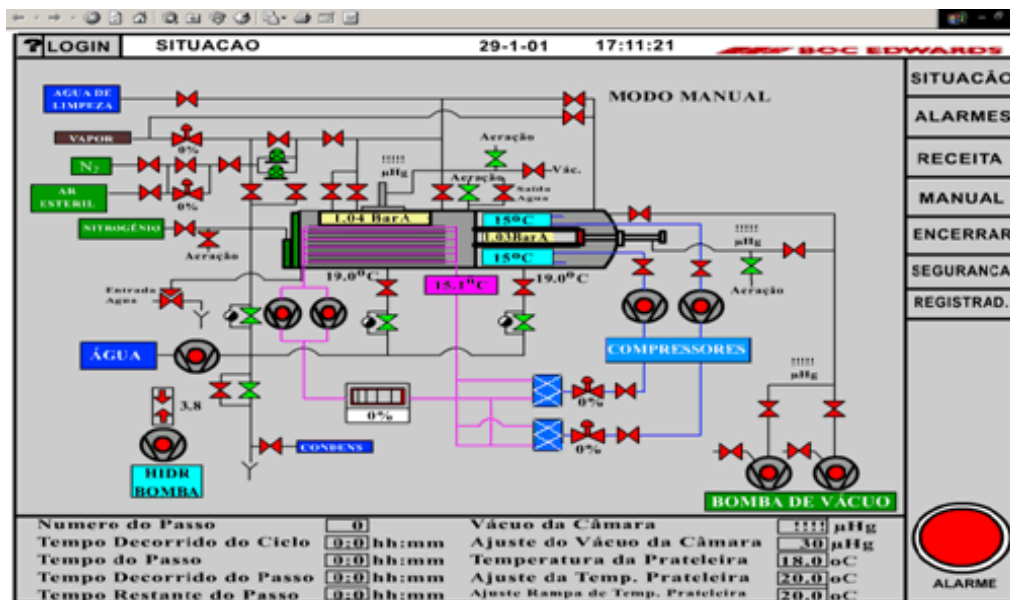 ? LOGIN SITUACAO 29-1-01 17:11:21 BOC EDWARDS
SITUACÃO
ALARMES
RECEITA
MANUAL
ENCERRAR
SEGURANCA
REGISTRAD.
MODO MANUAL
AGUA DE
LIMPEZA
VAPOR
0%
N2
AR
ESTERIL
0%
NITROGÊNIO
Aeração
Aeração
!!!!!
µHg
Aeração
Vác.
Saída
Agua
1.04 BarA
15ºC
1.03BarA
15ºC
!!!!!
µHg
Aeração
19.0ºC
15.1ºC
19.0ºC
Entrada
Agua
ÁGUA
COMPRESSORES
3.8
0%
0%
0%
!!!!!
µHg
HIDR
BOMBA
CONDENS
BOMBA DE VÁCUO
Numero do Passo 0 Vácuo da Câmara !!!! µHg
Tempo Decorrido do Ciclo 0:0 hh:mm Ajuste do Vácuo da Câmara 30 µHg
Tempo do Passo 0:0 hh:mm Temperatura da Prateleira 18.0 oC
Tempo Decorrido do Passo 0:0 hh:mm Ajuste da Temp. Prateleira 20.0 oC
Tempo Restante do Passo 0:0 hh:mm Ajuste Rampa de Temp. Prateleira 20.0 oC
ALARME